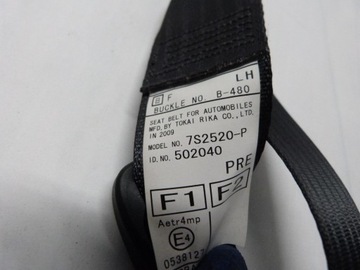 LH
F
BUCKLE NO. B-480
SEAT BELT FOR AUTOMOBILES
MFD. BY TOKAI RIKA CO., LTD.
IN 2009
MODEL NO. 7S2520-P
ID. NO. 502040
PRE
F1 F2
Aetr4mp
E4
053812